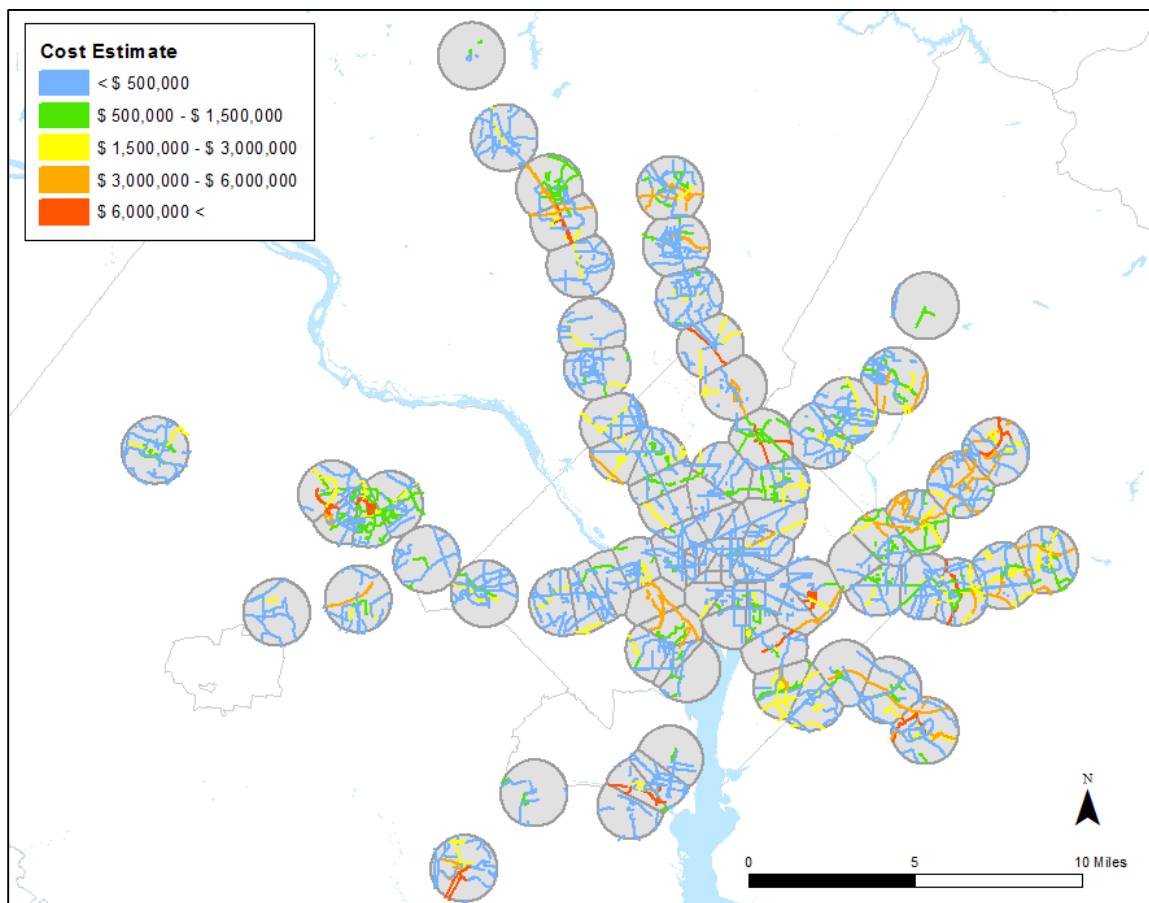 Cost Estimate
< $ 500,000
$ 500,000 - $ 1,500,000
$ 1,500,000 - $ 3,000,000
$ 3,000,000 - $ 6,000,000
$ 6,000,000 <
N
0 5 10 Miles